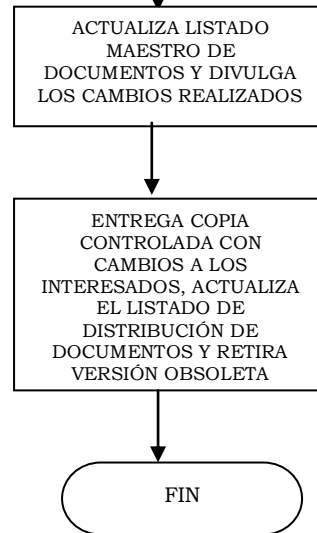 ACTUALIZA LISTADO
MAESTRO DE
DOCUMENTOS Y DIVULGA
LOS CAMBIOS REALIZADOS
ENTREGA COPIA
CONTROLADA CON
CAMBIOS A LOS
INTERESADOS, ACTUALIZA
EL LISTADO DE
DISTRIBUCIÓN DE
DOCUMENTOS Y RETIRA
VERSIÓN OBSOLETA
FIN